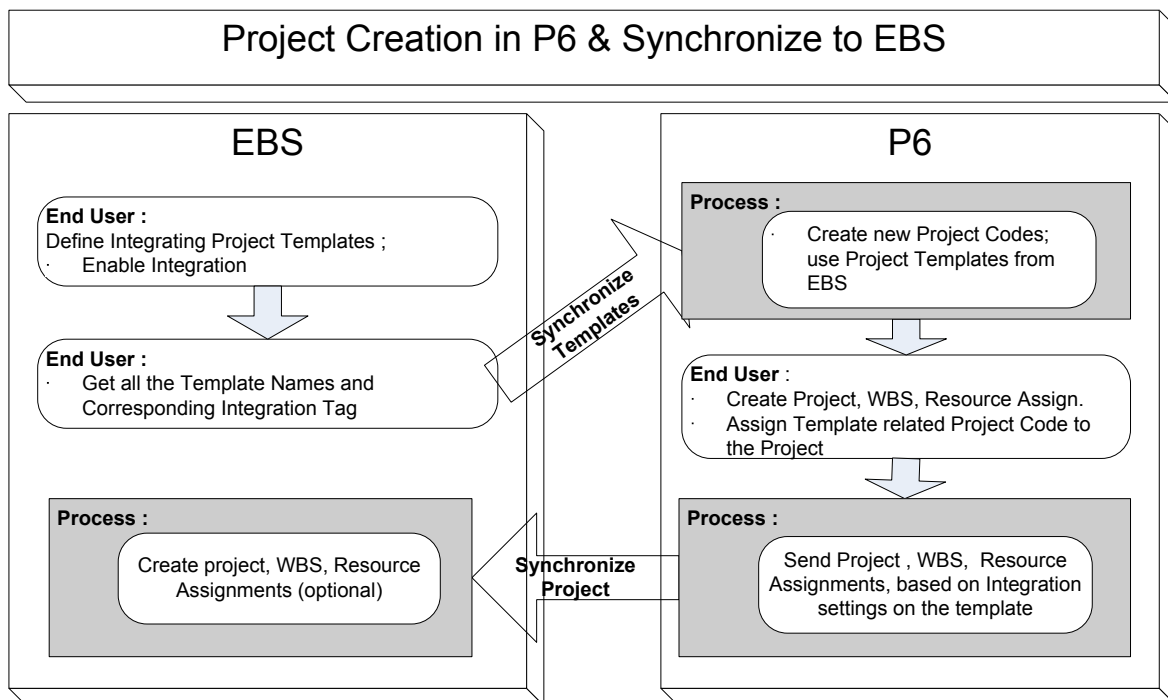 Project Creation in P6 & Synchronize to EBS
EBS
End User :
Define Integrating Project Templates ;
· Enable Integration
End User :
· Get all the Template Names and
Corresponding Integration Tag
Synchronize
Templates
P6
Process :
· Create new Project Codes;
use Project Templates from
EBS
End User :
· Create Project, WBS, Resource Assign.
· Assign Template related Project Code to
the Project
Process :
Send Project , WBS, Resource
Assignments, based on Integration
settings on the template
Synchronize
Project
Process :
Create project, WBS, Resource
Assignments (optional)